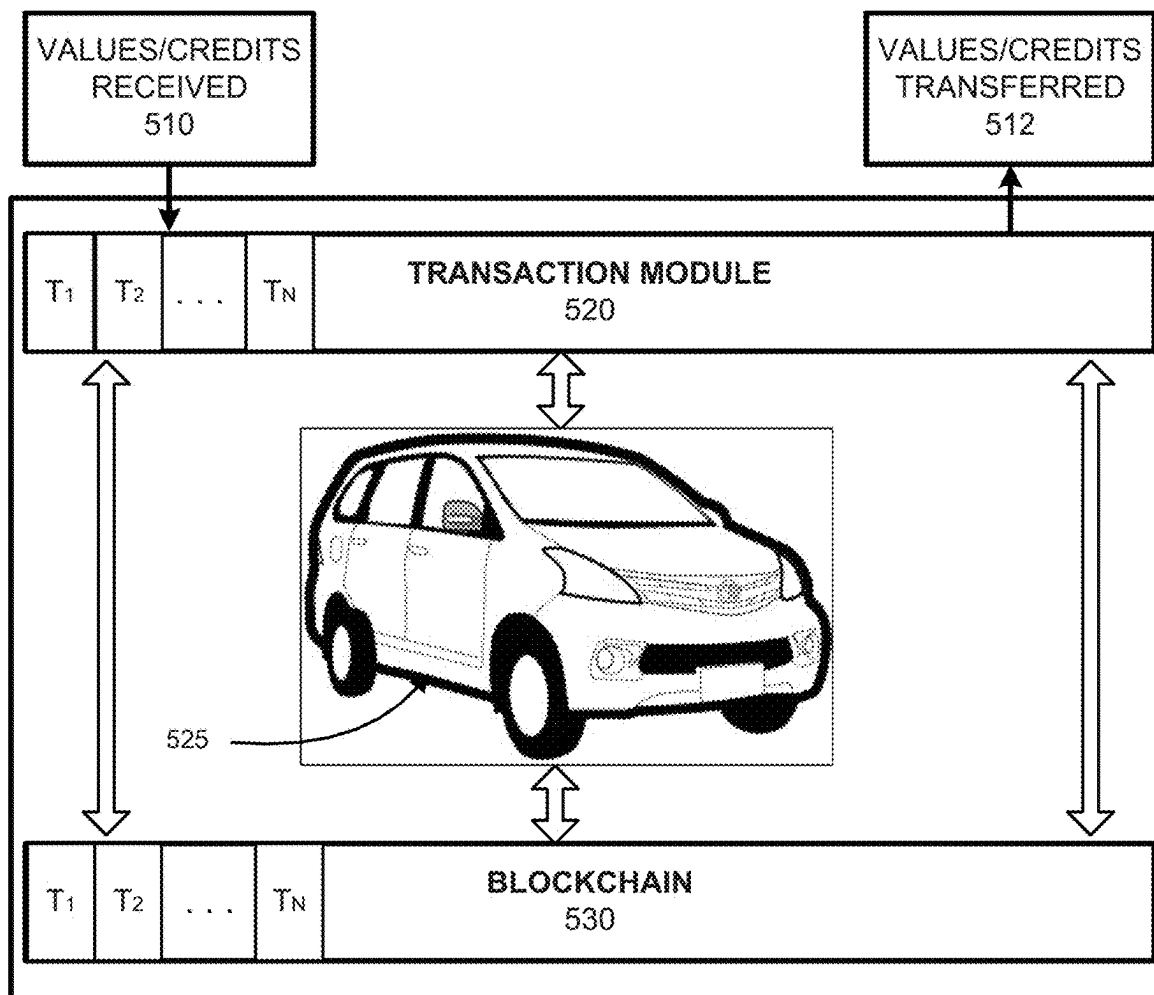 VALUES/CREDITS
RECEIVED
510
VALUES/CREDITS
TRANSFERRED
512
T1 T2 . . . TN
TRANSACTION MODULE
520
525
T1 T2 . . . TN
BLOCKCHAIN
530